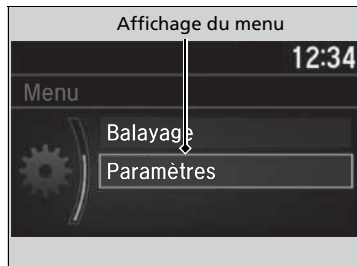 Affichage du menu
12:34
Menu
Balayage
Paramètres